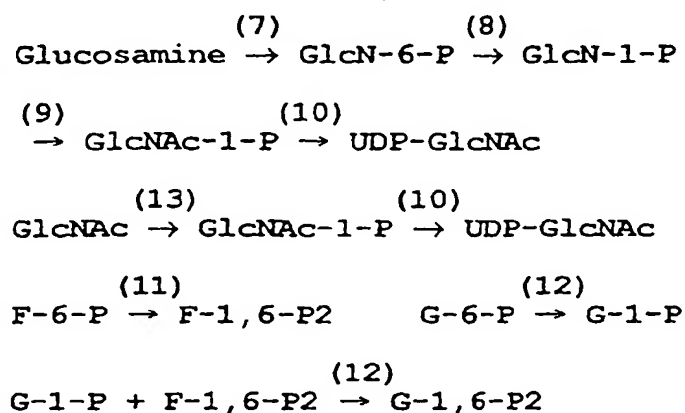 (7) (8)
Glucosamine → GlcN-6-P → GlcN-1-P
(9) (10)
→ GlcNAc-1-P → UDP-GlcNAc
(13) (10)
GlcNAc → GlcNAc-1-P → UDP-GlcNAc
(11) (12)
F-6-P → F-1,6-P2 G-6-P → G-1-P
(12)
G-1-P + F-1,6-P2 → G-1,6-P2